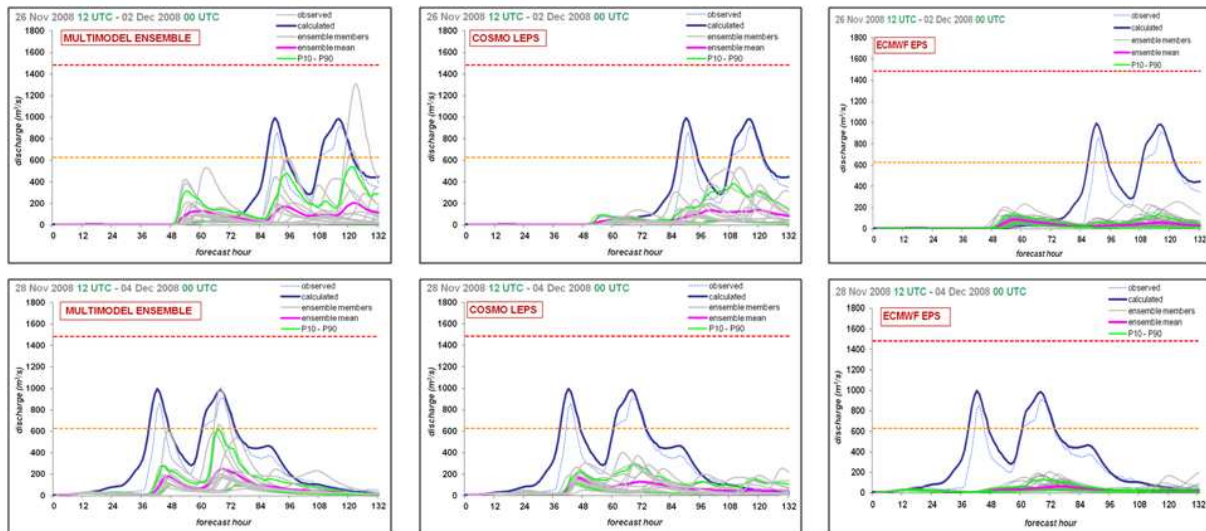 26 Nov 2008 12 UTC - 02 Dec 2008 00 UTC
MULTIMODEL ENSEMBLE
observed
calculated
ensemble members
ensemble mean
P10 - P90
discharge (m³/s)
1800
1600
1400
1200
1000
800
600
400
200
0
0 12 24 36 48 60 72 84 96 108 120 132
forecast hour
26 Nov 2008 12 UTC - 02 Dec 2008 00 UTC
COSMO LEPS
observed
calculated
ensemble members
ensemble mean
P10 - P90
discharge (m³/s)
1800
1600
1400
1200
1000
800
600
400
200
0
0 12 24 36 48 60 72 84 96 108 120 132
forecast hour
26 Nov 2008 12 UTC - 02 Dec 2008 00 UTC
ECMWF EPS
observed
calculated
ensemble members
ensemble mean
P10 - P90
discharge (m³/s)
1800
1600
1400
1200
1000
800
600
400
200
0
0 12 24 36 48 60 72 84 96 108 120 132
forecast hour
28 Nov 2008 12 UTC - 04 Dec 2008 00 UTC
MULTIMODEL ENSEMBLE
observed
calculated
ensemble members
ensemble mean
P10 - P90
discharge (m³/s)
1800
1600
1400
1200
1000
800
600
400
200
0
0 12 24 36 48 60 72 84 96 108 120 132
forecast hour
28 Nov 2008 12 UTC - 04 Dec 2008 00 UTC
COSMO LEPS
observed
calculated
ensemble members
ensemble mean
P10 - P90
discharge (m³/s)
1800
1600
1400
1200
1000
800
600
400
200
0
0 12 24 36 48 60 72 84 96 108 120 132
forecast hour
28 Nov 2008 12 UTC - 04 Dec 2008 00 UTC
ECMWF EPS
observed
calculated
ensemble members
ensemble mean
P10 - P90
discharge (m³/s)
1800
1600
1400
1200
1000
800
600
400
200
0
0 12 24 36 48 60 72 84 96 108 120 132
forecast hour